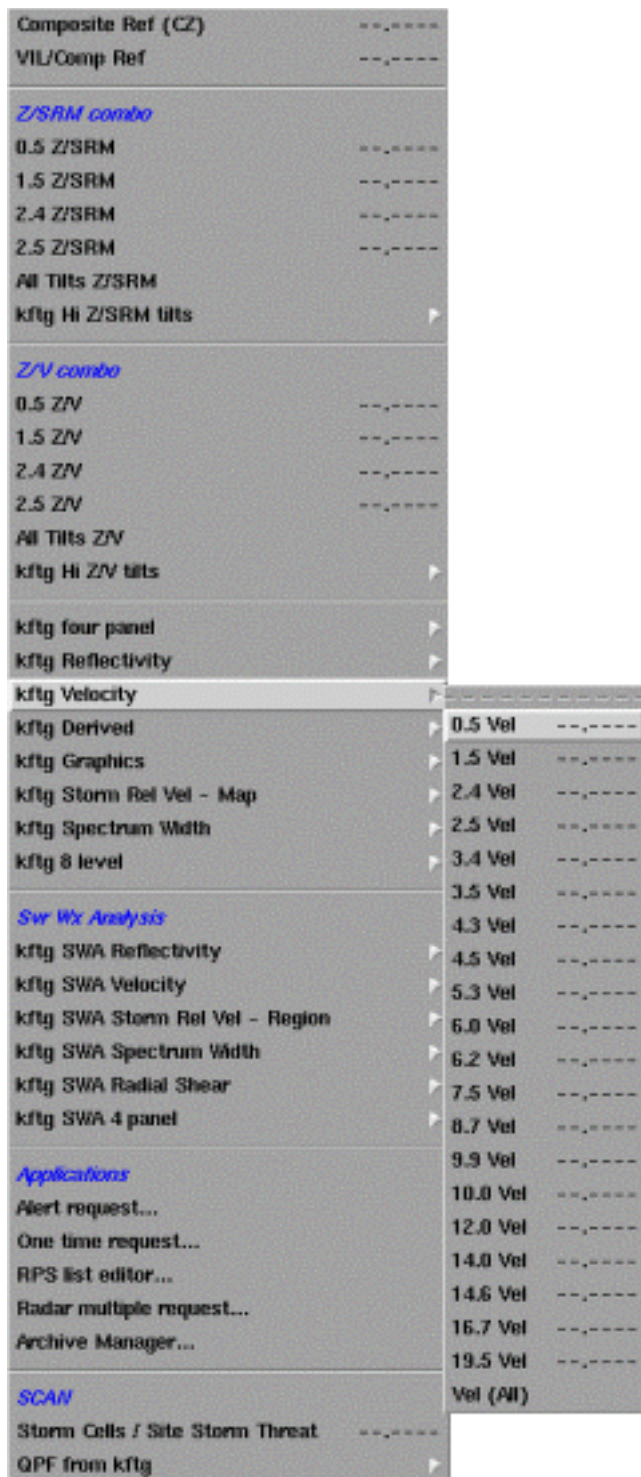 Composite Ref (CZ) --.----
VIL/Comp Ref --.----
Z/SRM combo
0.5 Z/SRM --.----
1.5 Z/SRM --.----
2.4 Z/SRM --.----
2.5 Z/SRM --.----
All Tilts Z/SRM
kftg Hi Z/SRM tilts
Z/V combo
0.5 Z/V --.----
1.5 Z/V --.----
2.4 Z/V --.----
2.5 Z/V --.----
All Tilts Z/V
kftg Hi Z/V tilts
kftg four panel
kftg Reflectivity
kftg Velocity
kftg Derived
kftg Graphics
kftg Storm Rel Vel - Map
kftg Spectrum Width
kftg 8 level
Swr Wx Analysis
kftg SWA Reflectivity
kftg SWA Velocity
kftg SWA Storm Rel Vel - Region
kftg SWA Spectrum Width
kftg SWA Radial Shear
kftg SWA 4 panel
Applications
Alert request...
One time request...
RPS list editor...
Radar multiple request...
Archive Manager...
SCAN
Storm Cells / Site Storm Threat --.----
QPF from kftg
0.5 Vel --.----
1.5 Vel --.----
2.4 Vel --.----
2.5 Vel --.----
3.4 Vel --.----
3.5 Vel --.----
4.3 Vel --.----
4.5 Vel --.----
5.3 Vel --.----
6.0 Vel --.----
6.2 Vel --.----
7.5 Vel --.----
8.7 Vel --.----
9.9 Vel --.----
10.0 Vel --.----
12.0 Vel --.----
14.0 Vel --.----
14.6 Vel --.----
16.7 Vel --.----
19.5 Vel --.----
Vel (All)